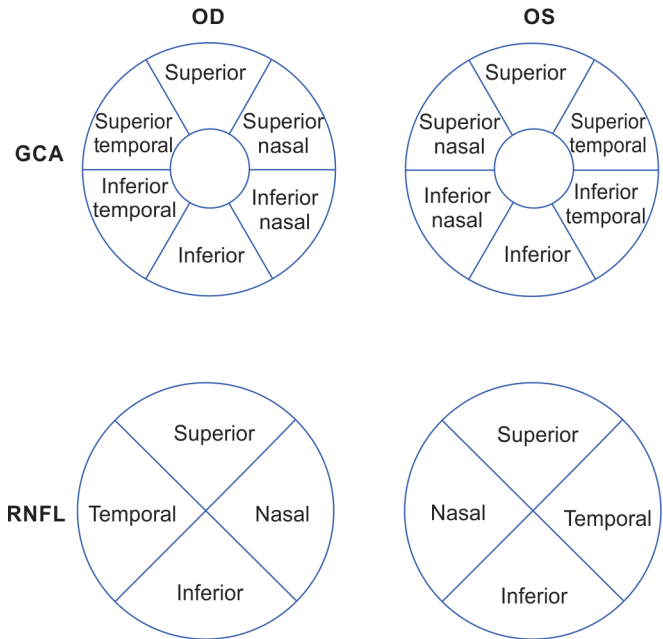 OD OS
Superior Superior
Superior temporal Superior nasal Superior nasal Superior temporal
GCA
Inferior temporal Inferior nasal Inferior nasal Inferior temporal
Inferior Inferior
Superior Superior
RNFL Temporal Nasal Nasal Temporal
Inferior Inferior